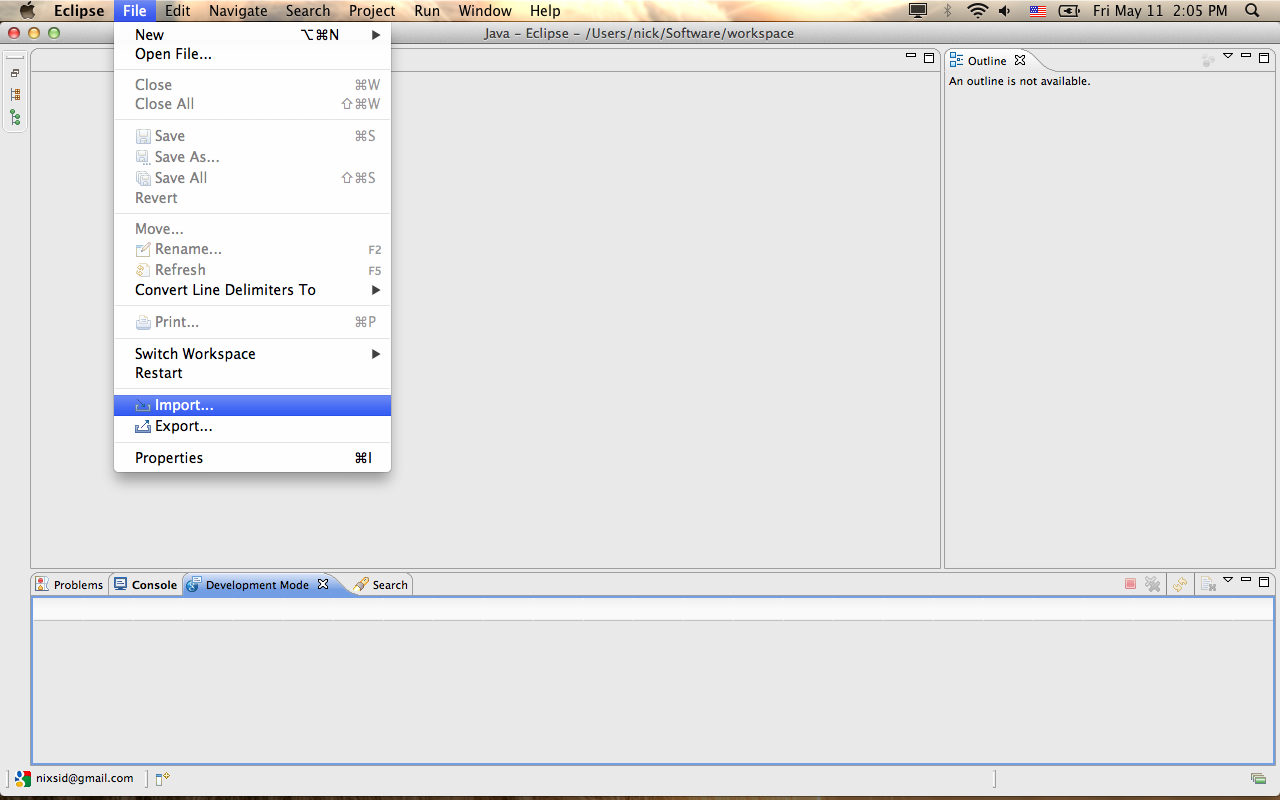 Eclipse File Edit Navigate Search Project Run Window Help Fri May 11 2:05 PM
Java – Eclipse – /Users/nick/Software/workspace
New ⌥⌘N
Open File...
Close ⌘W
Close All ⇧⌘W
Save ⌘S
Save As...
Save All ⇧⌘S
Revert
Move...
Rename... F2
Refresh F5
Convert Line Delimiters To
Print... ⌘P
Switch Workspace
Restart
Import...
Export...
Properties ⌘I
Outline
An outline is not available.
Problems Console Development Mode Search
nixsid@gmail.com